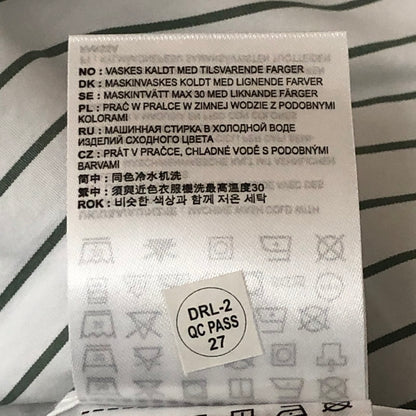 NO : VASKES KALDT MED TILSVARENDE FARGER
DK : MASKINVASKES KOLDT MED LIGNENDE FARVER
SE : MASKINTVÄTT MAX 30 MED LIKNANDE FÄRGER
PL : PRAĆ W PRALCE W ZIMNEJ WODZIE Z PODOBNYMI
KOLORAMI
RU : МАШИННАЯ СТИРКА В ХОЛОДНОЙ ВОДЕ
ИЗДЕЛИЙ СХОДНОГО ЦВЕТА
CZ : PRÁT V PRAČCE, CHLADNÉ VODĚ S PODOBNÝMI
BARVAMI
简中 : 同色冷水机洗
繁中 : 須與近色衣服機洗最高溫度30
ROK : 비슷한 색상과 함께 저온 세탁
DRL-2
QC PASS
27